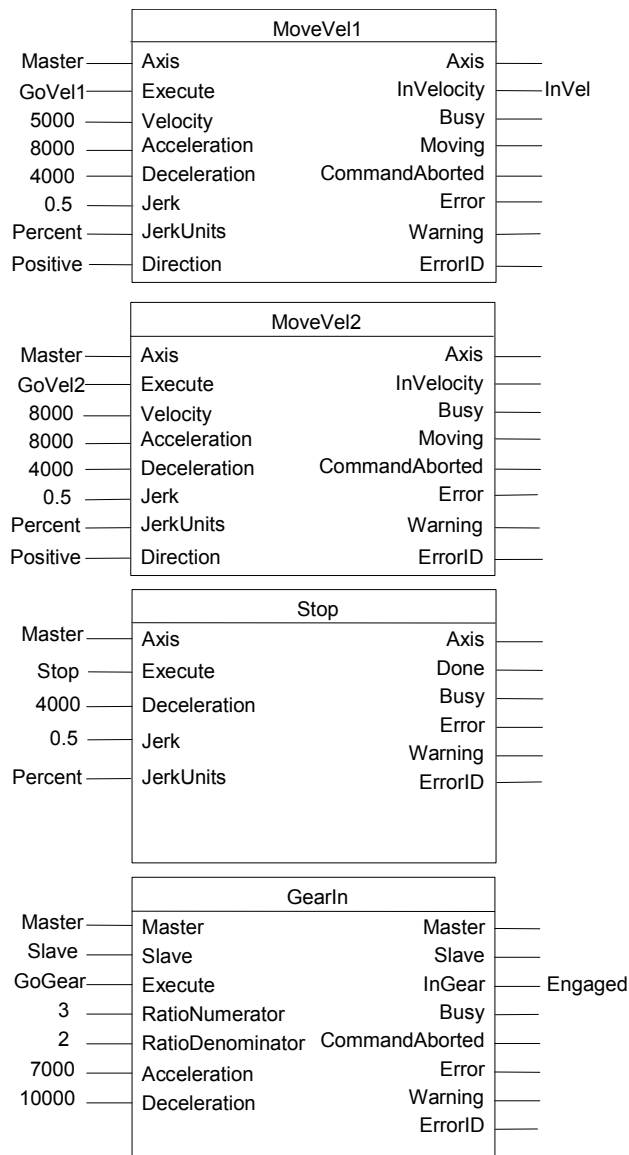 MoveVel1
Master Axis Axis
GoVel1 Execute InVelocity InVel
5000 Velocity Busy
8000 Acceleration Moving
4000 Deceleration CommandAborted
0.5 Jerk Error
Percent JerkUnits Warning
Positive Direction ErrorID
MoveVel2
Master Axis Axis
GoVel2 Execute InVelocity
8000 Velocity Busy
8000 Acceleration Moving
4000 Deceleration CommandAborted
0.5 Jerk Error
Percent JerkUnits Warning
Positive Direction ErrorID
Stop
Master Axis Axis
Stop Execute Done
4000 Deceleration Busy
0.5 Jerk Error
Warning
Percent JerkUnits ErrorID
GearIn
Master Master Master
Slave Slave Slave
GoGear Execute InGear Engaged
3 RatioNumerator Busy
2 RatioDenominator CommandAborted
7000 Acceleration Error
10000 Deceleration Warning
ErrorID